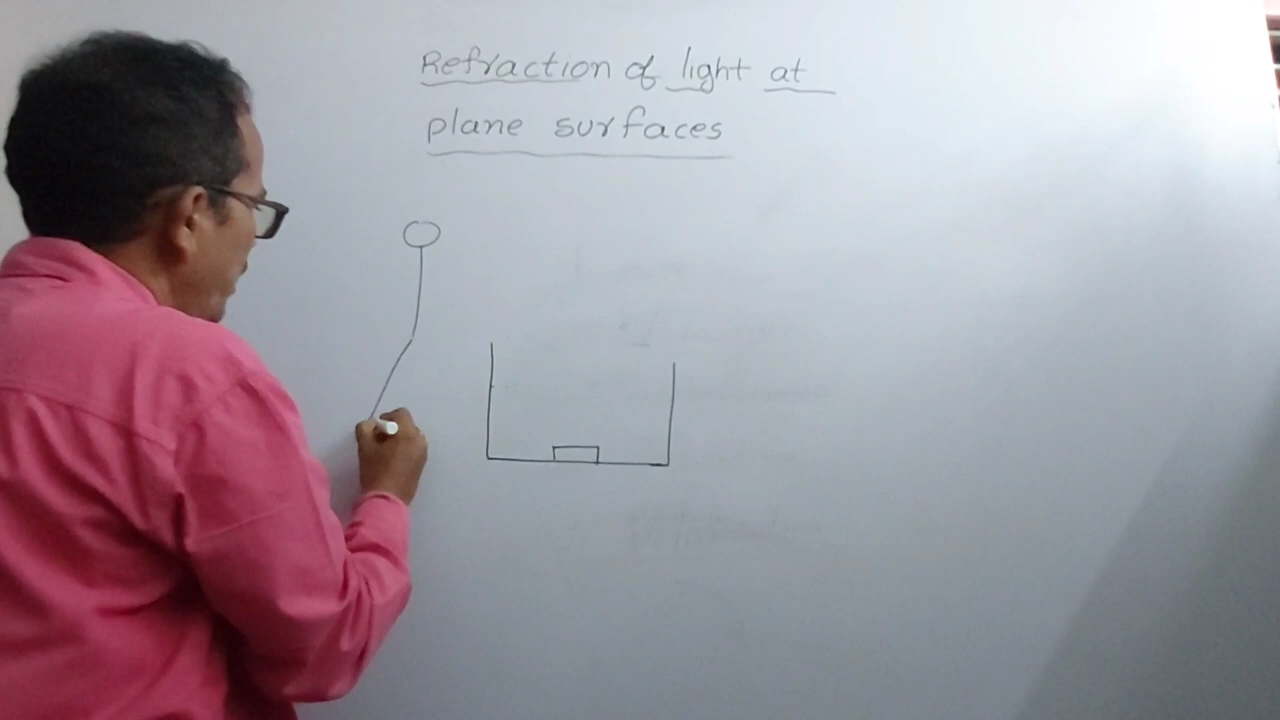 Refraction of light at
plane surfaces